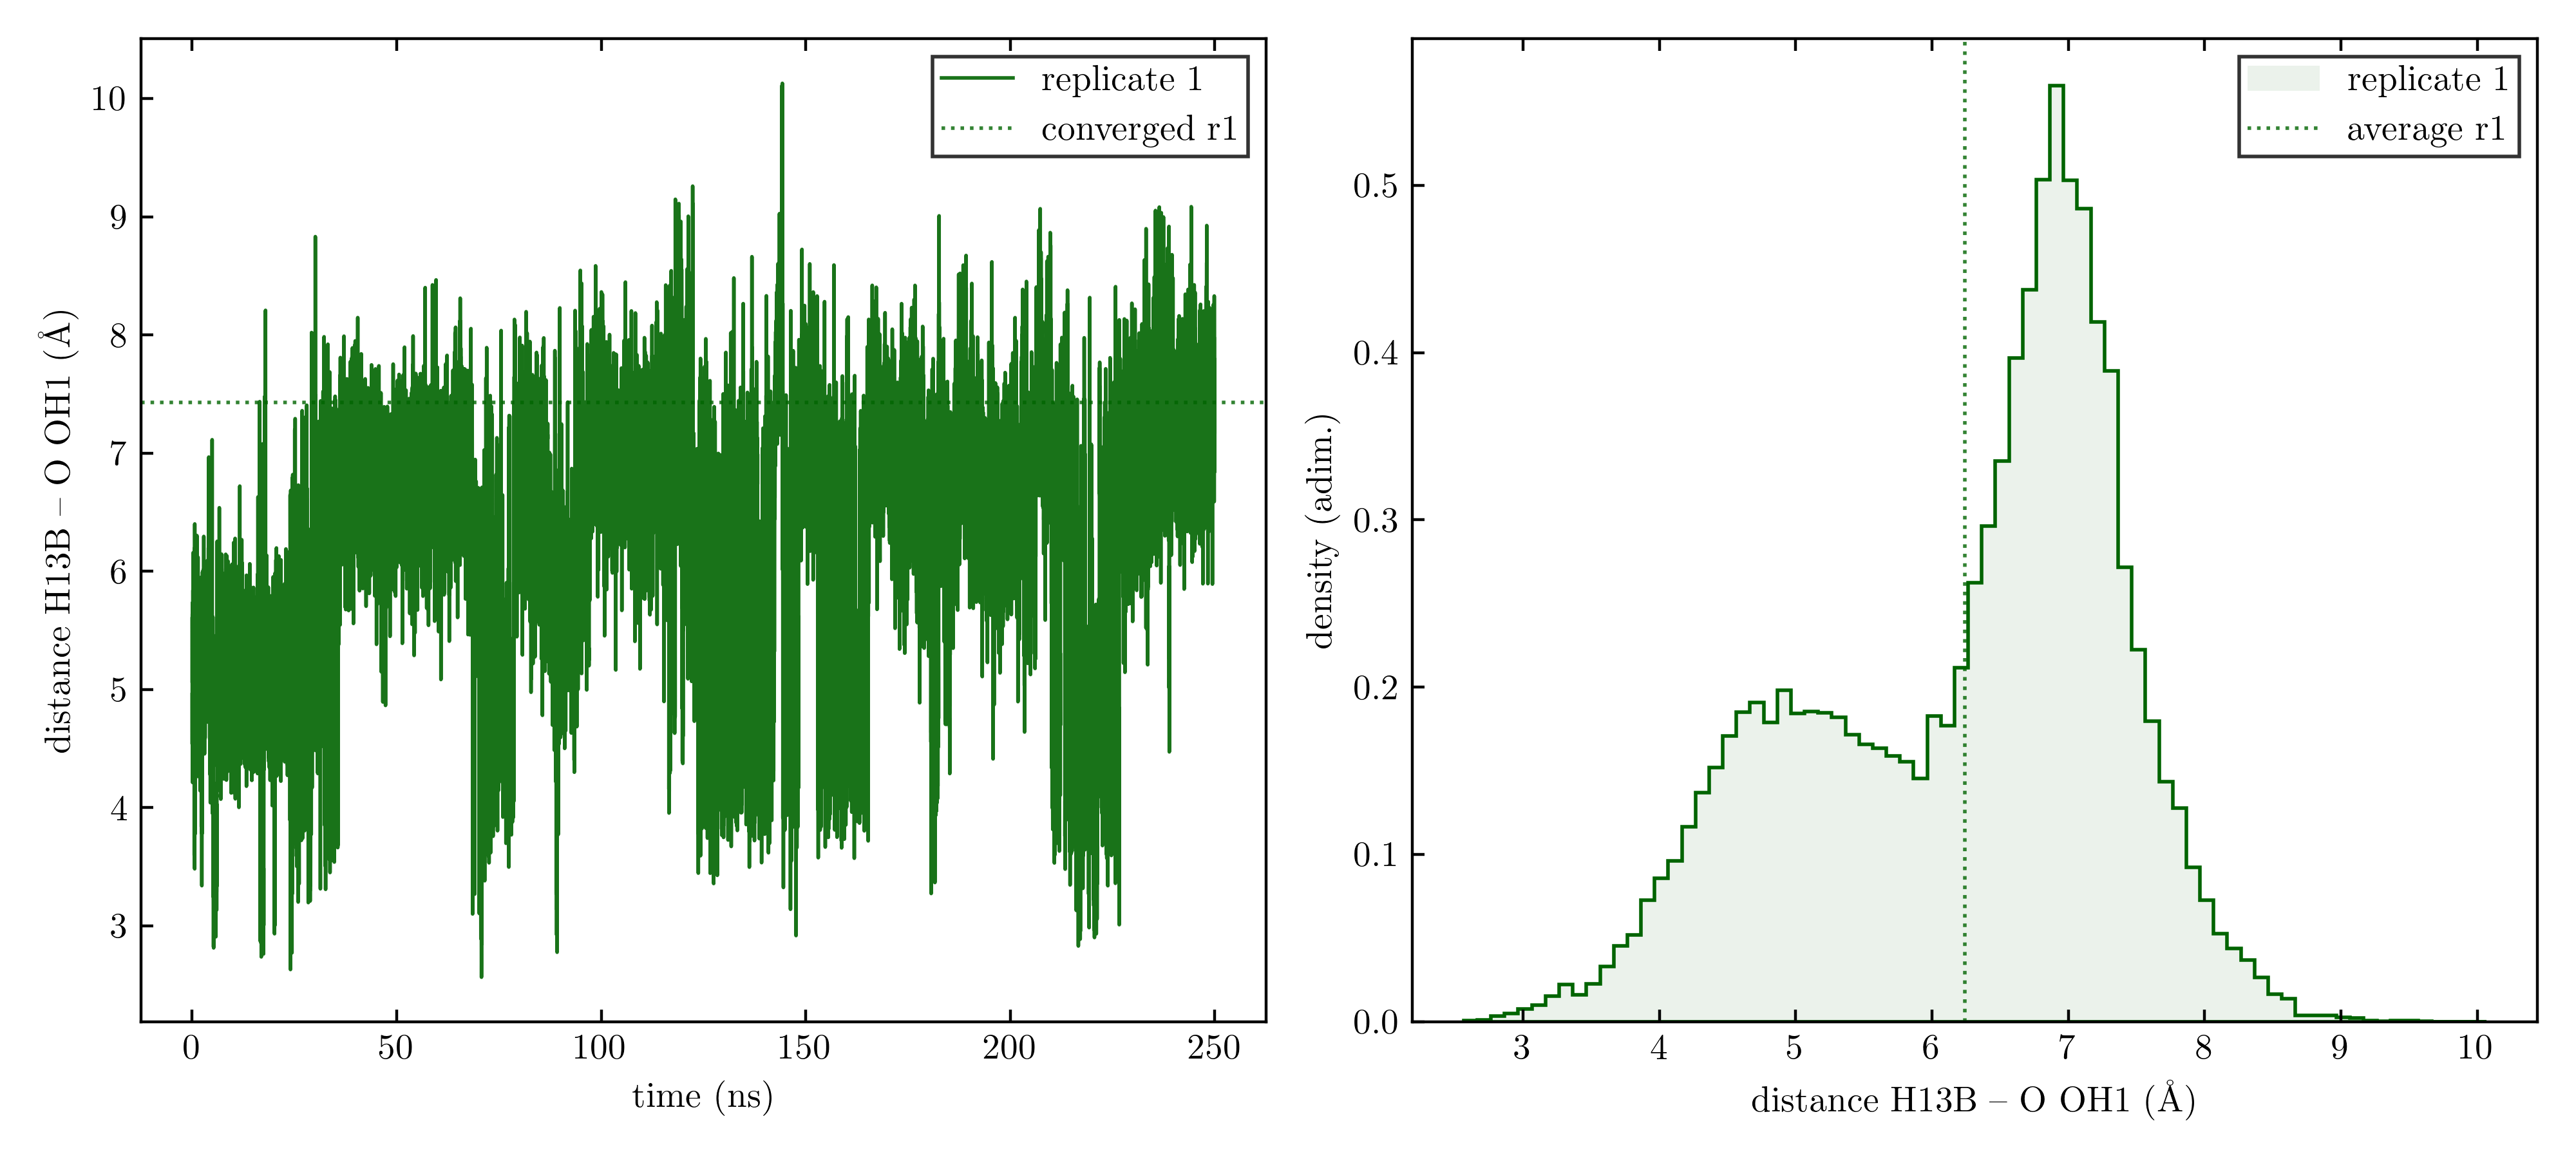 replicate 1
converged r1
10
9
8
7
6
5
4
3
distance H13B – O OH1 (Å)
0 50 100 150 200 250
time (ns)
replicate 1
average r1
0.5
0.4
0.3
0.2
0.1
0.0
density (adim.)
3 4 5 6 7 8 9 10
distance H13B – O OH1 (Å)